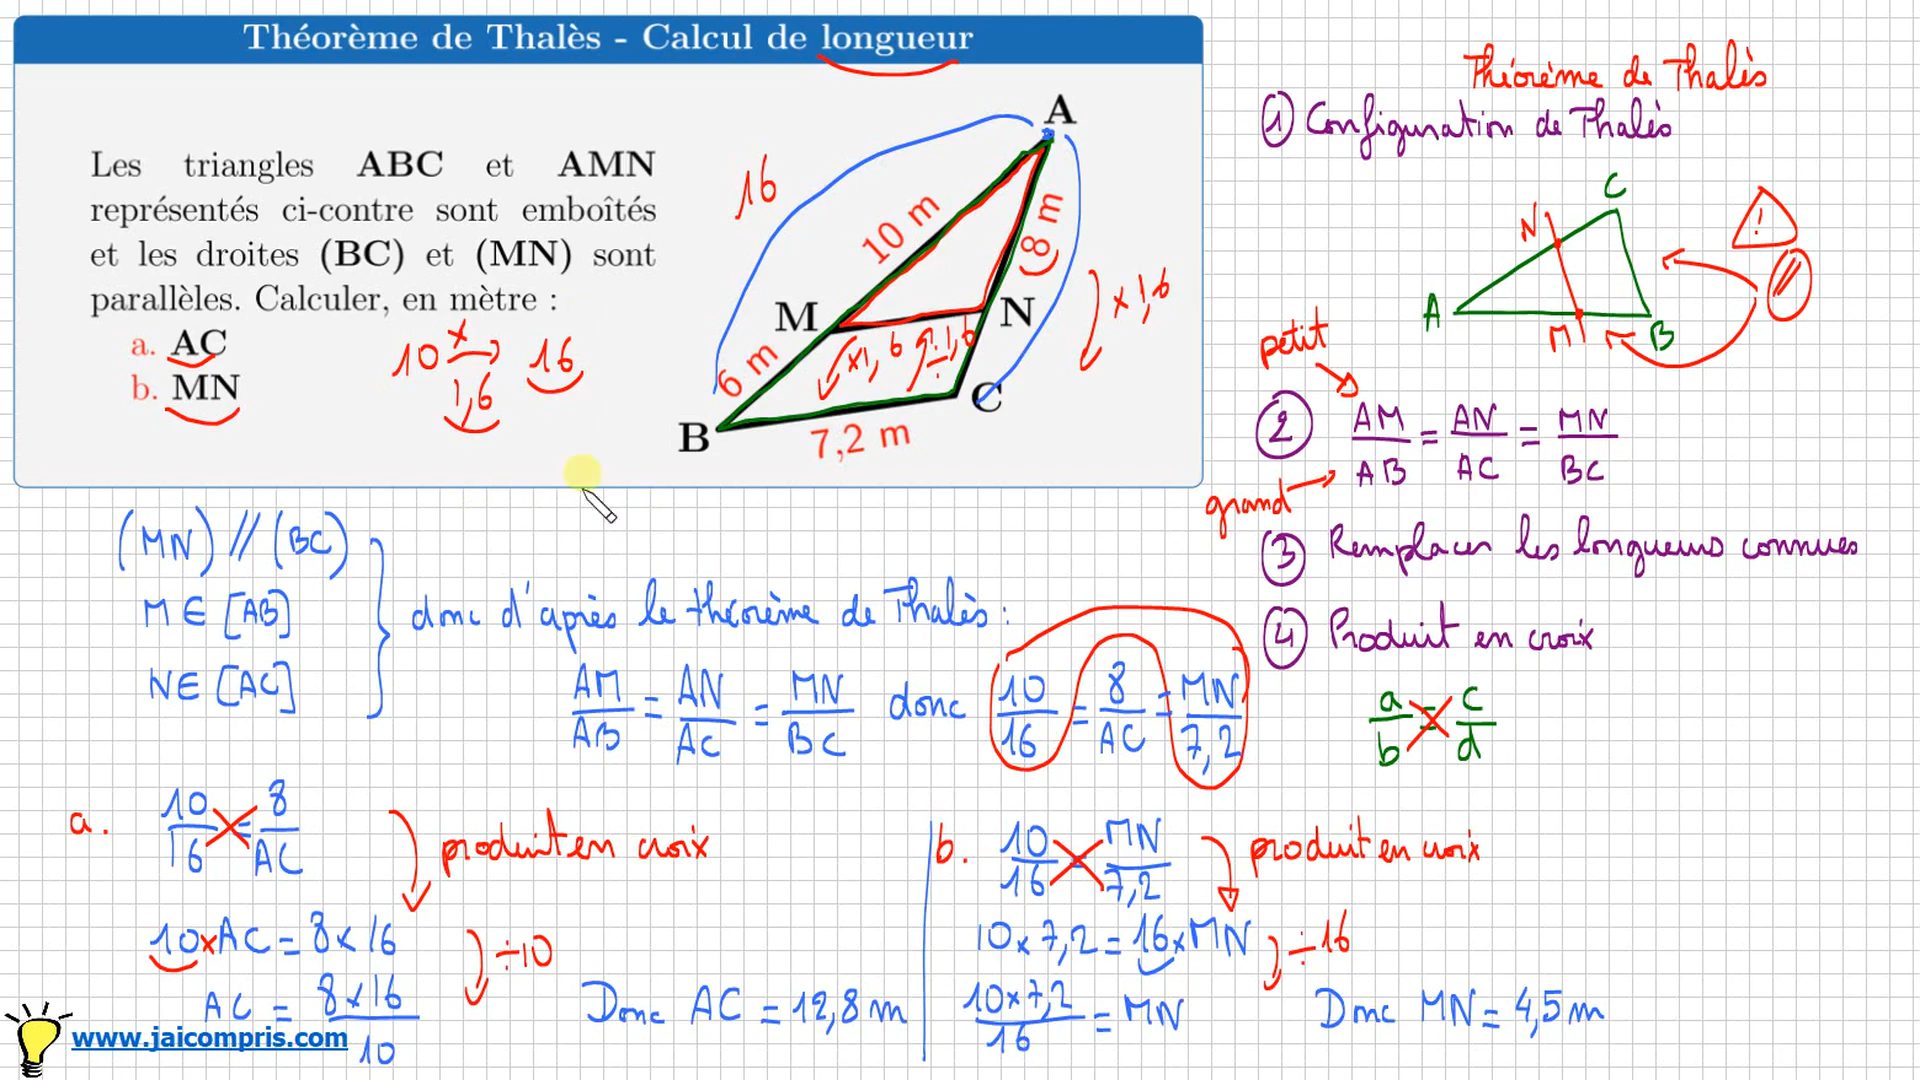 Théorème de Thalès - Calcul de longueur
Les triangles ABC et AMN
représentés ci-contre sont emboîtés
et les droites (BC) et (MN) sont
parallèles. Calculer, en mètre :
a. AC
b. MN
10 × 1,6 → 16
A
16
10 m
8 m
× 1,6
M
N
6 m
×1,6
÷1,6
C
B
7,2 m
Théorème de Thalès
① Configuration de Thalès
C
N
!
//
A
M
B
petit
② AM/AB = AN/AC = MN/BC
grand
③ Remplacer les longueurs connues
④ Produit en croix
a/b = c/d
(MN) // (BC)
M ∈ [AB]
N ∈ [AC]
donc d'après le théorème de Thalès :
AM/AB = AN/AC = MN/BC donc 10/16 = 8/AC = MN/7,2
a. 10/16 = 8/AC
produit en croix
10 × AC = 8 × 16
÷10
AC = 8 × 16 / 10
Donc AC = 12,8 m
b. 10/16 = MN/7,2
produit en croix
10 × 7,2 = 16 × MN
÷16
10 × 7,2 / 16 = MN
Donc MN = 4,5 m
www.jaicompris.com